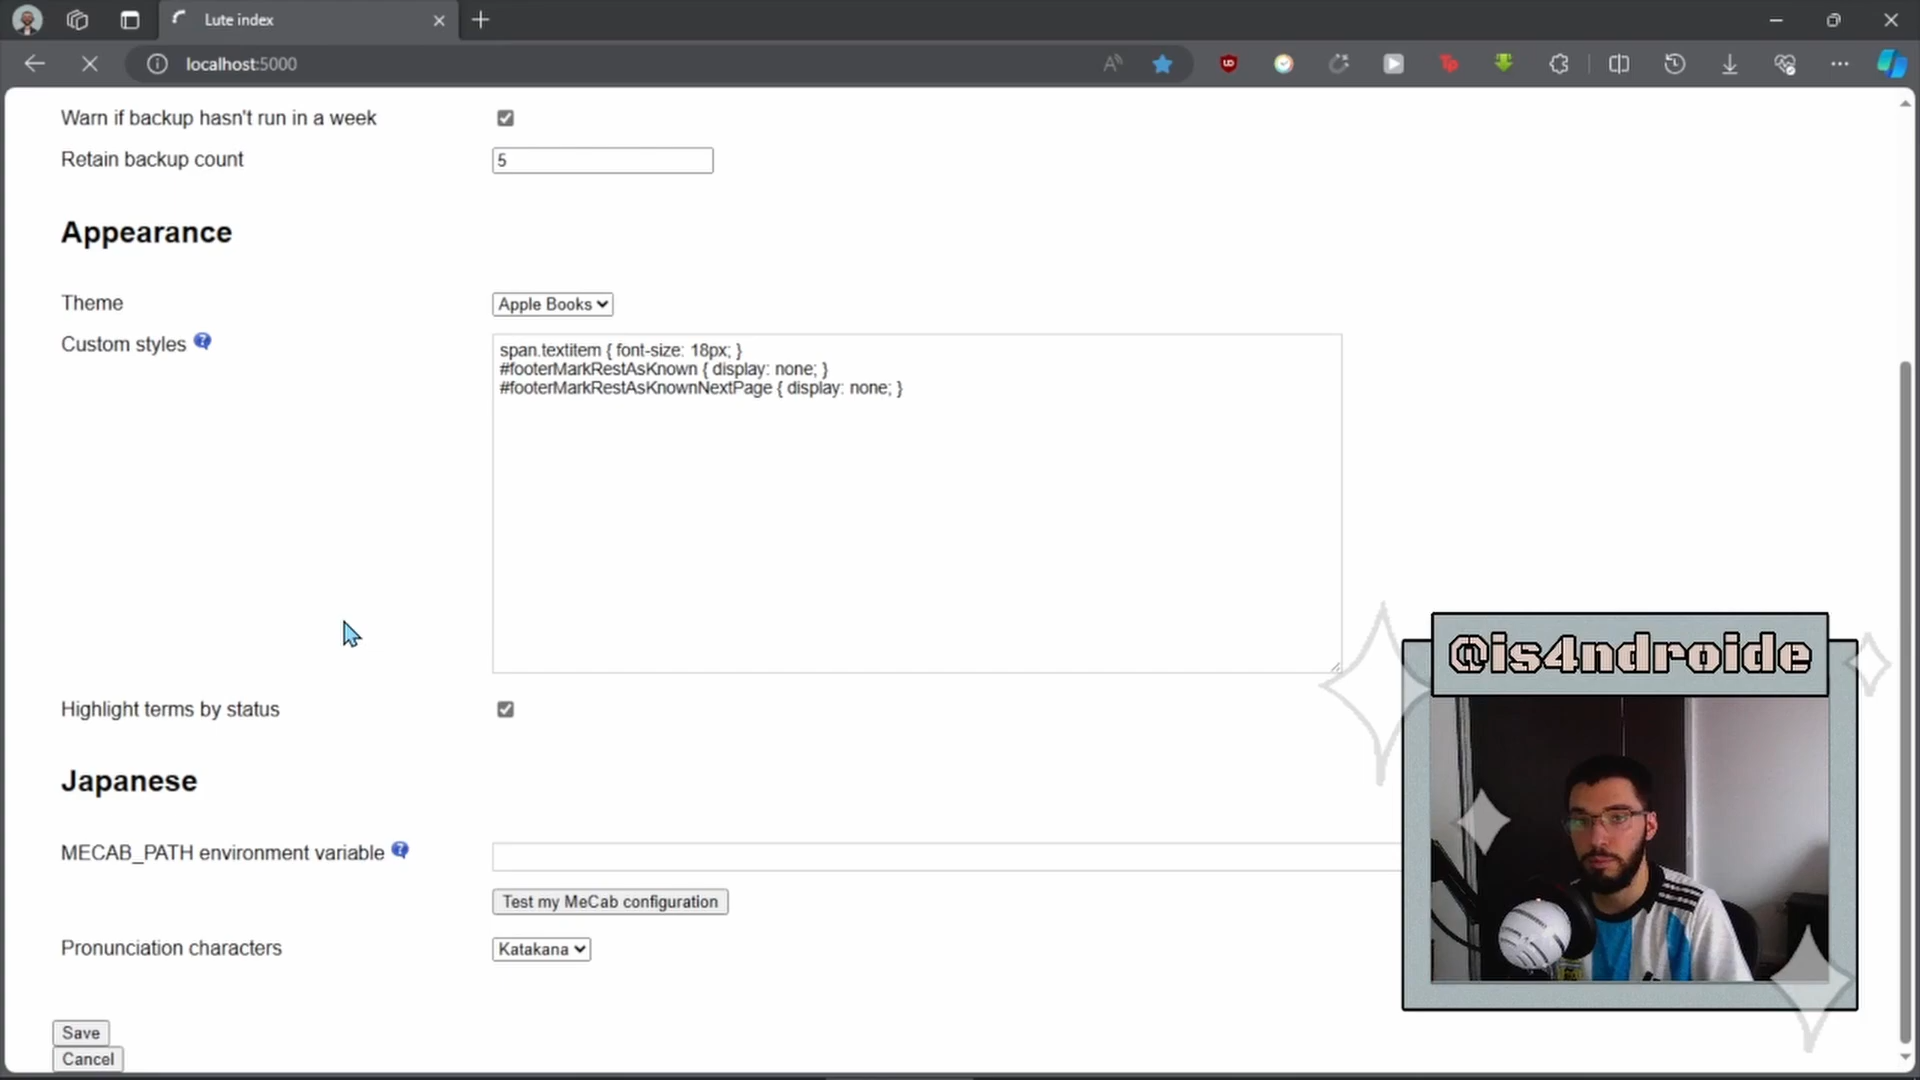 Lute index
localhost:5000
Warn if backup hasn't run in a week
Retain backup count
5
Appearance
Theme
Apple Books
Custom styles
span.textitem { font-size: 18px; }
#footerMarkRestAsKnown { display: none; }
#footerMarkRestAsKnownNextPage { display: none; }
Highlight terms by status
Japanese
MECAB_PATH environment variable
Test my MeCab configuration
Pronunciation characters
Katakana
Save
Cancel
@is4ndroide